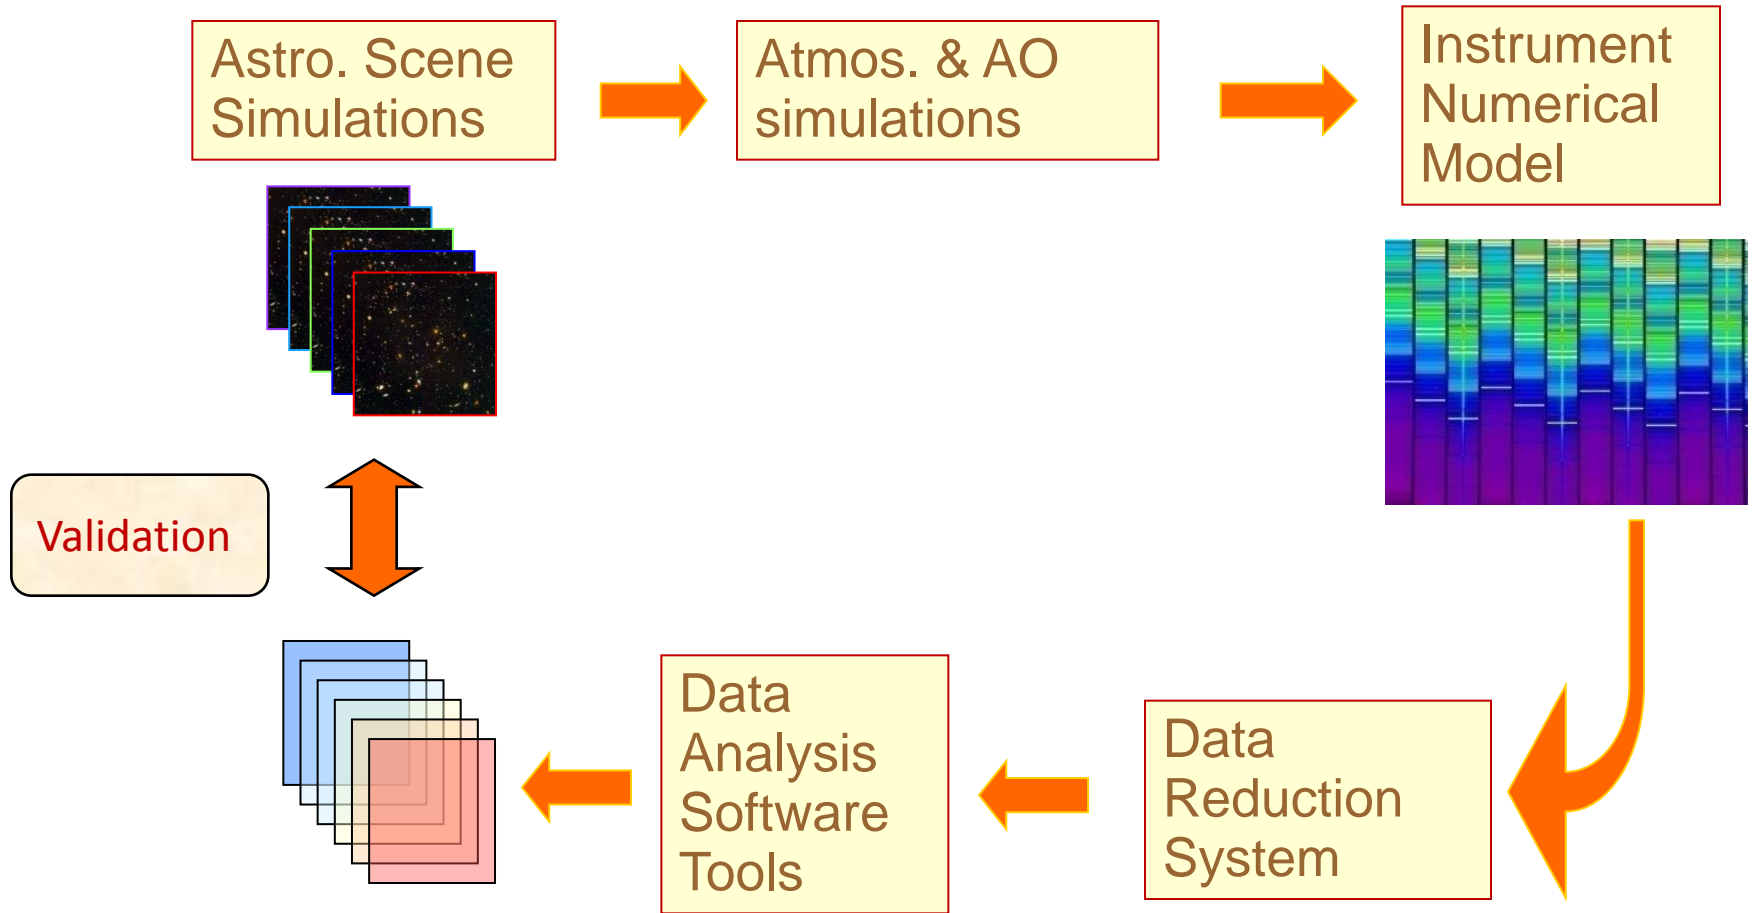 Astro. Scene
Simulations
Atmos. & AO
simulations
Instrument
Numerical
Model
Validation
Data
Analysis
Software
Tools
Data
Reduction
System